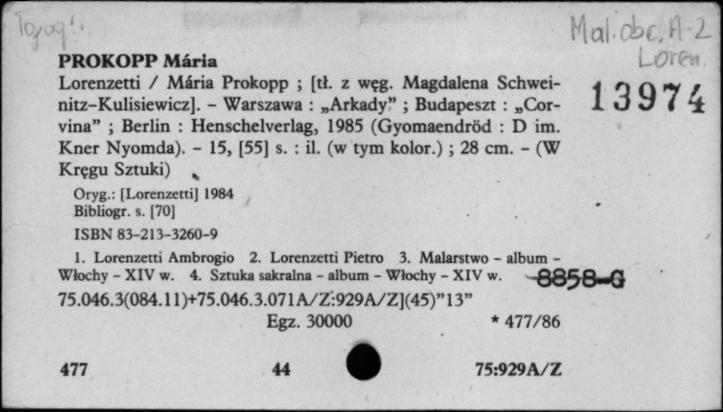 Mal. obc. A-2
Loren.
13974
PROKOPP Mária
Lorenzetti / Mária Prokopp ; [tł. z węg. Magdalena Schwei-
nitz-Kulisiewicz]. – Warszawa : „Arkady” ; Budapeszt : „Cor-
vina” ; Berlin : Henschelverlag, 1985 (Gyomaendröd : D im.
Kner Nyomda). – 15, [55] s. : il. (w tym kolor.) ; 28 cm. – (W
Kręgu Sztuki)
Oryg.: [Lorenzetti] 1984
Bibliogr. s. [70]
ISBN 83-213-3260-9
1. Lorenzetti Ambrogio 2. Lorenzetti Pietro 3. Malarstwo – album –
Włochy – XIV w. 4. Sztuka sakralna – album – Włochy – XIV w.
8858-G
75.046.3(084.11)+75.046.3.071A/Z:929A/Z](45)”13”
Egz. 30000 * 477/86
477 44 75:929A/Z